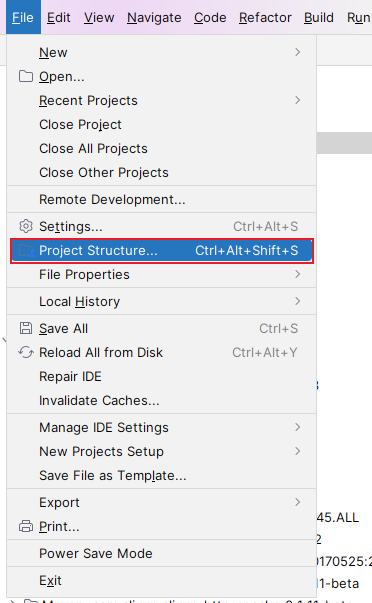 File Edit View Navigate Code Refactor Build Run
New
Open...
Recent Projects
Close Project
Close All Projects
Close Other Projects
Remote Development...
Settings... Ctrl+Alt+S
Project Structure... Ctrl+Alt+Shift+S
File Properties
Local History
Save All Ctrl+S
Reload All from Disk Ctrl+Alt+Y
Repair IDE
Invalidate Caches...
Manage IDE Settings
New Projects Setup
Save File as Template...
Export
45.ALL
Print...
2
Power Save Mode
0170525:2
Exit
11-beta